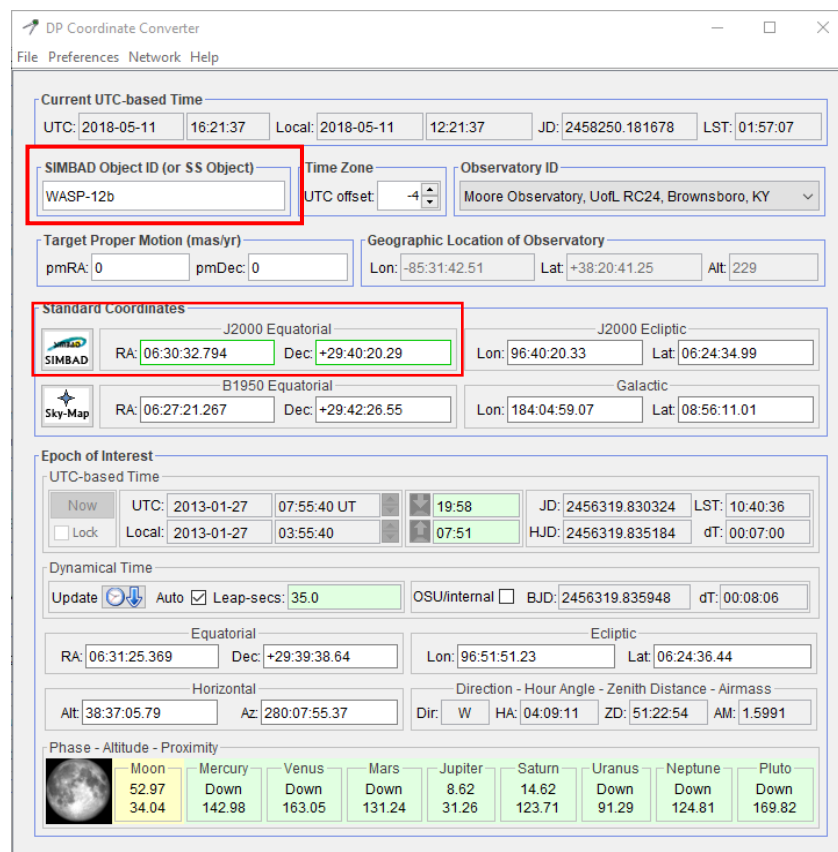 DP Coordinate Converter
File Preferences Network Help
Current UTC-based Time
UTC: 2018-05-11 16:21:37 Local: 2018-05-11 12:21:37 JD: 2458250.181678 LST: 01:57:07
SIMBAD Object ID (or SS Object) Time Zone Observatory ID
WASP-12b UTC offset: -4 Moore Observatory, UofL RC24, Brownsboro, KY
Target Proper Motion (mas/yr) Geographic Location of Observatory
pmRA: 0 pmDec: 0 Lon: -85:31:42.51 Lat: +38:20:41.25 Alt: 229
Standard Coordinates
J2000 Equatorial J2000 Ecliptic
SIMBAD RA: 06:30:32.794 Dec: +29:40:20.29 Lon: 96:40:20.33 Lat: 06:24:34.99
B1950 Equatorial Galactic
Sky-Map RA: 06:27:21.267 Dec: +29:42:26.55 Lon: 184:04:59.07 Lat: 08:56:11.01
Epoch of Interest
UTC-based Time
Now UTC: 2013-01-27 07:55:40 UT 19:58 JD: 2456319.830324 LST: 10:40:36
Lock Local: 2013-01-27 03:55:40 07:51 HJD: 2456319.835184 dT: 00:07:00
Dynamical Time
Update Auto Leap-secs: 35.0 OSU/internal BJD: 2456319.835948 dT: 00:08:06
Equatorial Ecliptic
RA: 06:31:25.369 Dec: +29:39:38.64 Lon: 96:51:51.23 Lat: 06:24:36.44
Horizontal Direction - Hour Angle - Zenith Distance - Airmass
Alt: 38:37:05.79 Az: 280:07:55.37 Dir: W HA: 04:09:11 ZD: 51:22:54 AM: 1.5991
Phase - Altitude - Proximity
Moon Mercury Venus Mars Jupiter Saturn Uranus Neptune Pluto
52.97 Down Down Down 8.62 14.62 Down Down Down
34.04 142.98 163.05 131.24 31.26 123.71 91.29 124.81 169.82